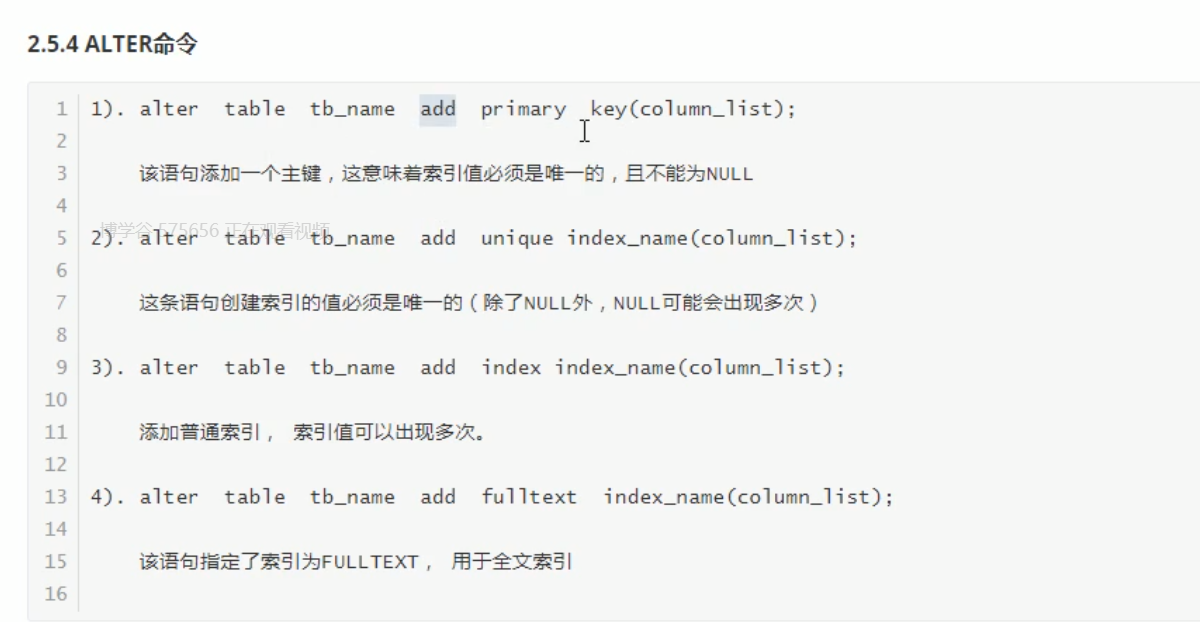 2.5.4 ALTER命令
1 1). alter table tb_name add primary key(column_list);
2
3 该语句添加一个主键，这意味着索引值必须是唯一的，且不能为NULL
4
博学谷 575656 正在观看视频
5 2). alter table tb_name add unique index_name(column_list);
6
7 这条语句创建索引的值必须是唯一的（除了NULL外，NULL可能会出现多次）
8
9 3). alter table tb_name add index index_name(column_list);
10
11 添加普通索引， 索引值可以出现多次。
12
13 4). alter table tb_name add fulltext index_name(column_list);
14
15 该语句指定了索引为FULLTEXT， 用于全文索引
16